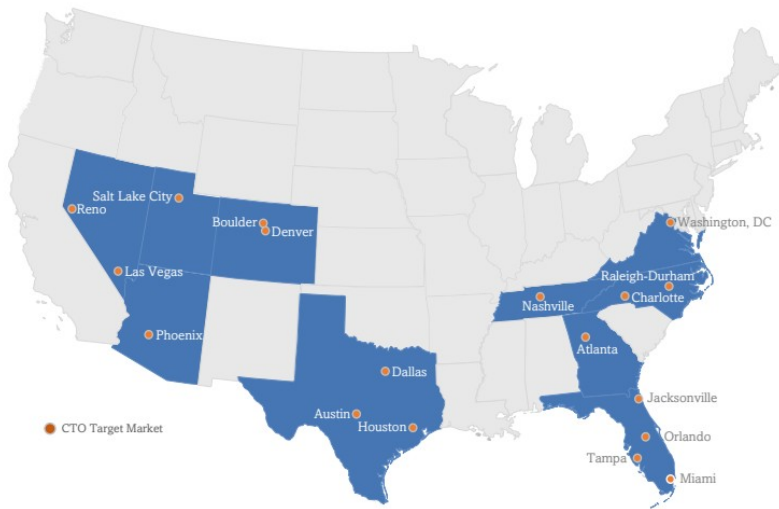 Salt Lake City
Reno
Boulder
Denver
Washington, DC
Las Vegas
Raleigh-Durham
Nashville
Charlotte
Phoenix
Atlanta
Dallas
Jacksonville
Austin
Houston
CTO Target Market
Orlando
Tampa
Miami